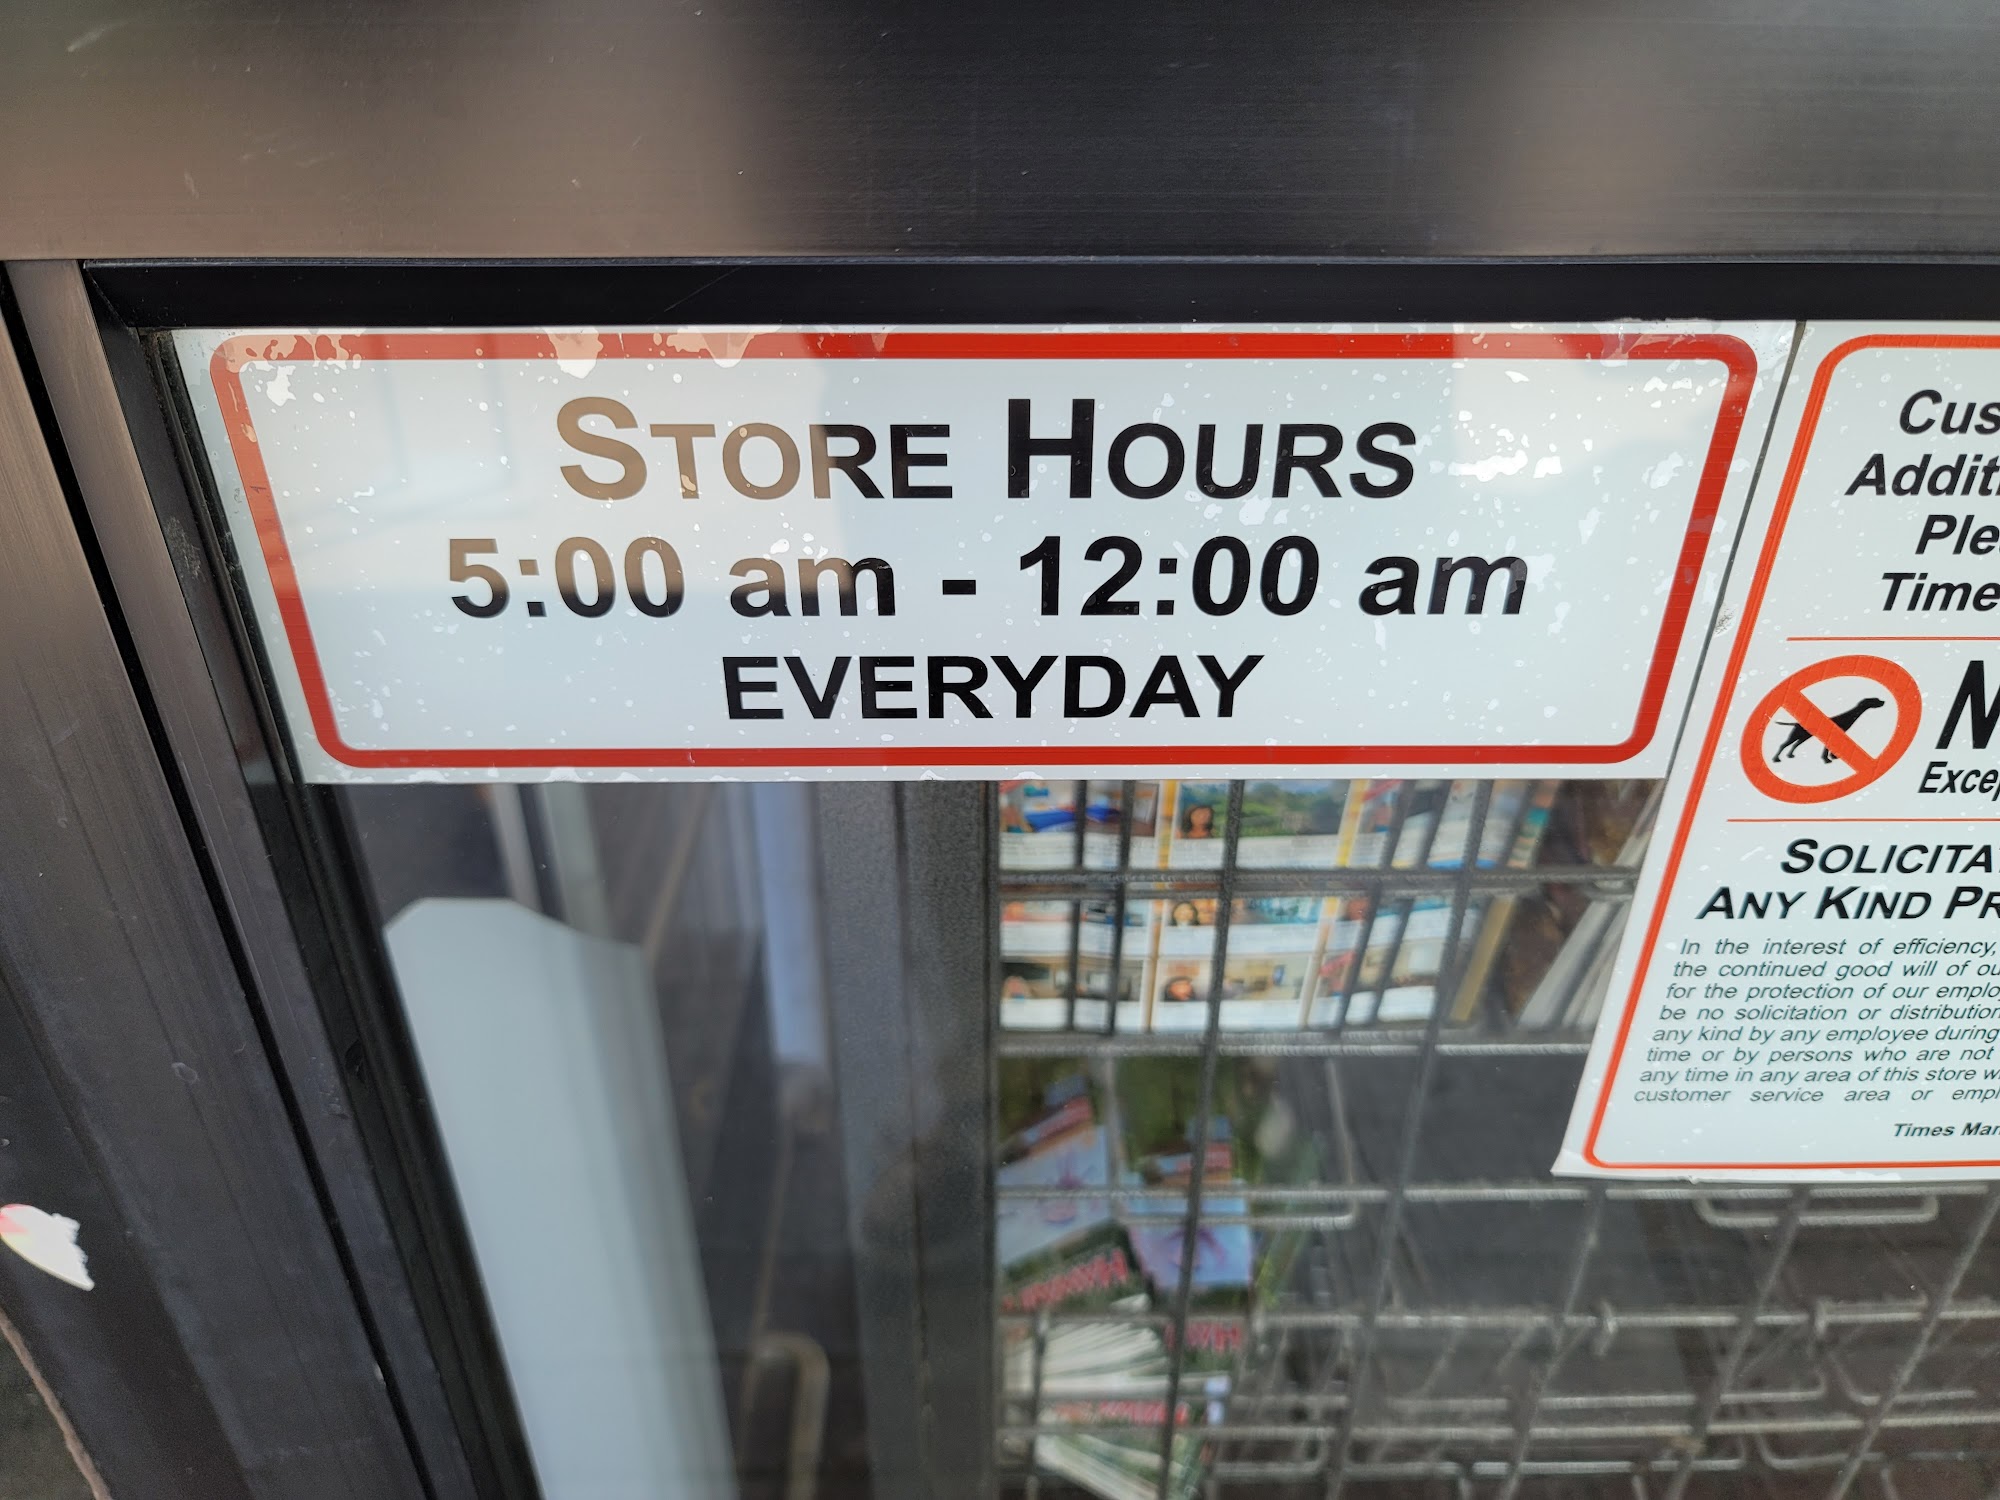 STORE HOURS
5:00 am - 12:00 am
EVERYDAY
Cus
Additi
Ple
Time
N
Excep
SOLICITA
ANY KIND PR
In the interest of efficiency,
the continued good will of ou
for the protection of our emplo
be no solicitation or distribution
any kind by any employee during
time or by persons who are not
any time in any area of this store w
customer service area or empl
Times Mar